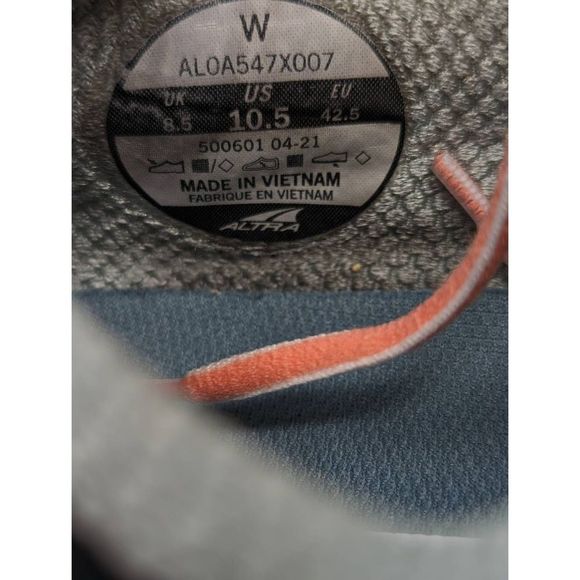 W
AL0A547X007
UK US EU
8.5 10.5 42.5
500601 04-21
MADE IN VIETNAM
FABRIQUE EN VIETNAM
ALTRA